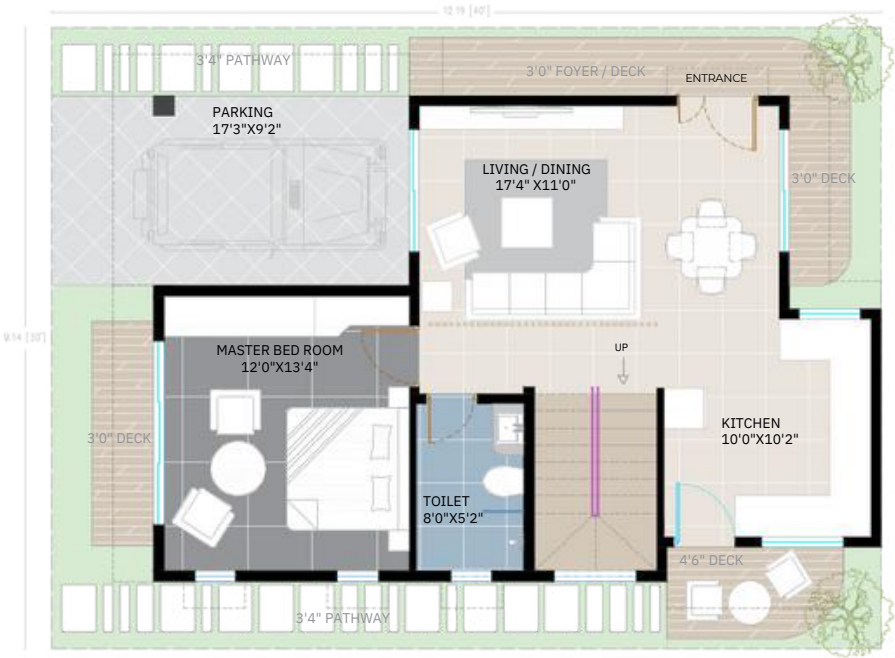 12.19 [40']
3'4" PATHWAY
3'0" FOYER / DECK
ENTRANCE
PARKING
17'3"X9'2"
LIVING / DINING
17'4" X11'0"
3'0" DECK
9.14 [30']
MASTER BED ROOM
12'0"X13'4"
UP
3'0" DECK
KITCHEN
10'0"X10'2"
TOILET
8'0"X5'2"
4'6" DECK
3'4" PATHWAY